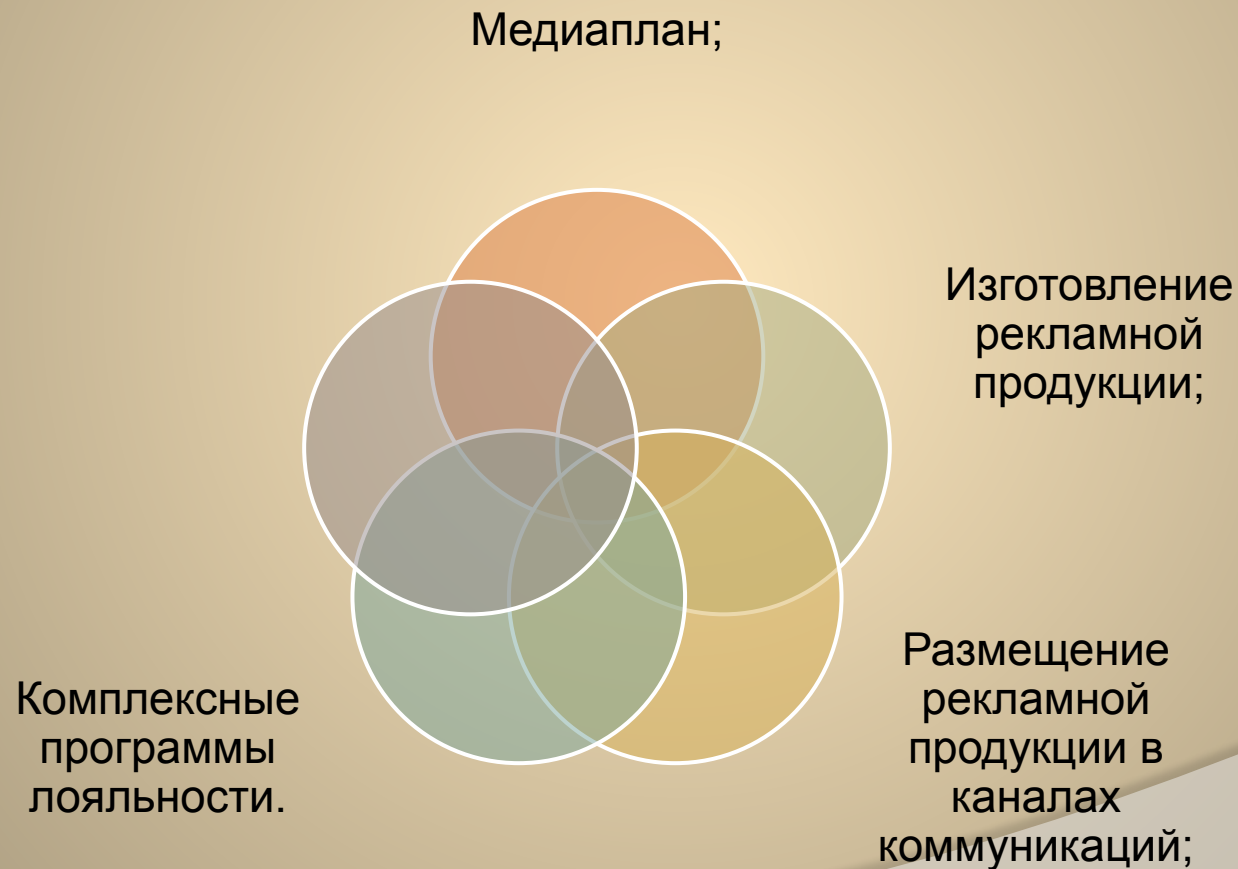 Медиаплан;
Изготовление
рекламной
продукции;
Размещение
рекламной
продукции в
каналах
коммуникаций;
Комплексные
программы
лояльности.